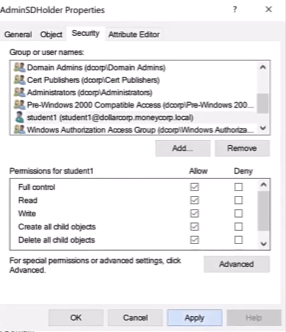 AdminSDHolder Properties ? ×
General Object Security Attribute Editor
Group or user names:
Domain Admins (dcorp\Domain Admins)
Cert Publishers (dcorp\Cert Publishers)
Administrators (dcorp\Administrators)
Pre-Windows 2000 Compatible Access (dcorp\Pre-Windows 200...
student1 (student1@dollarcorp.moneycorp.local)
Windows Authorization Access Group (dcorp\Windows Authoriza...
Add... Remove
Permissions for student1 Allow Deny
Full control
Read
Write
Create all child objects
Delete all child objects
For special permissions or advanced settings, click
Advanced. Advanced
OK Cancel Apply Help